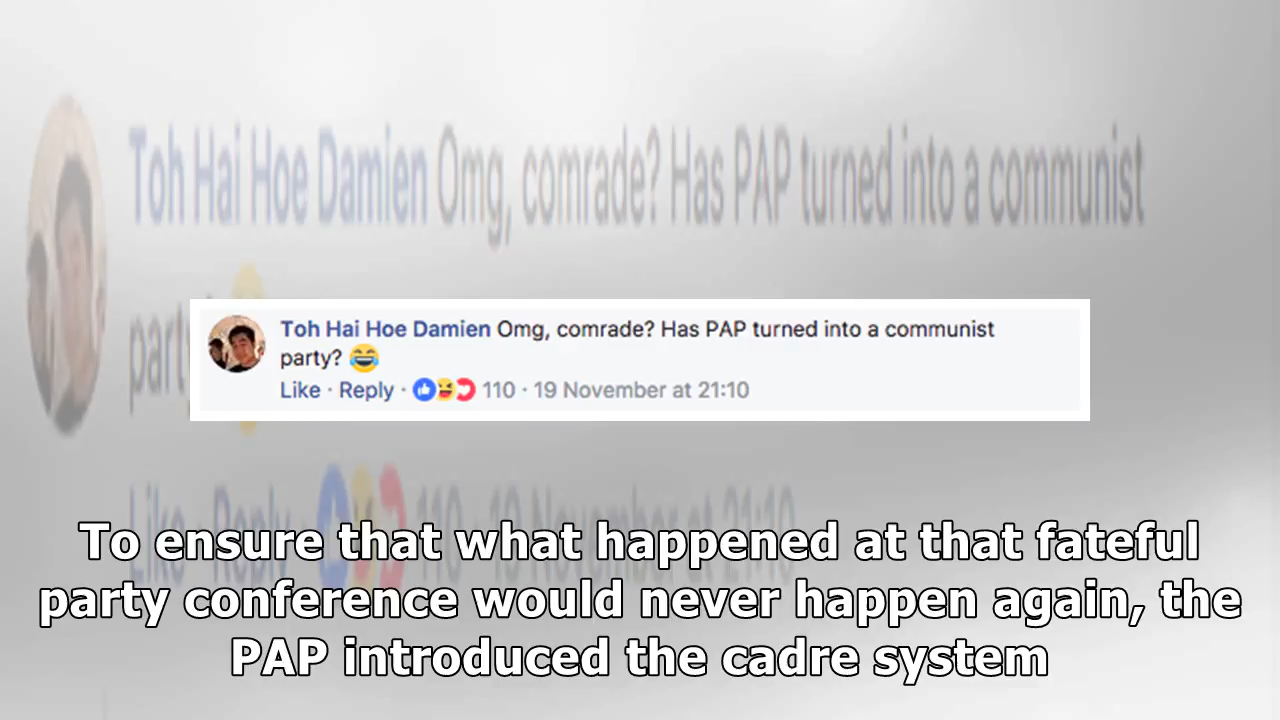 Toh Hai Hoe Damien Omg, comrade? Has PAP turned into a communist
party? 😂
Like · Reply · 110 · 19 November at 21:10
To ensure that what happened at that fateful
party conference would never happen again, the
PAP introduced the cadre system